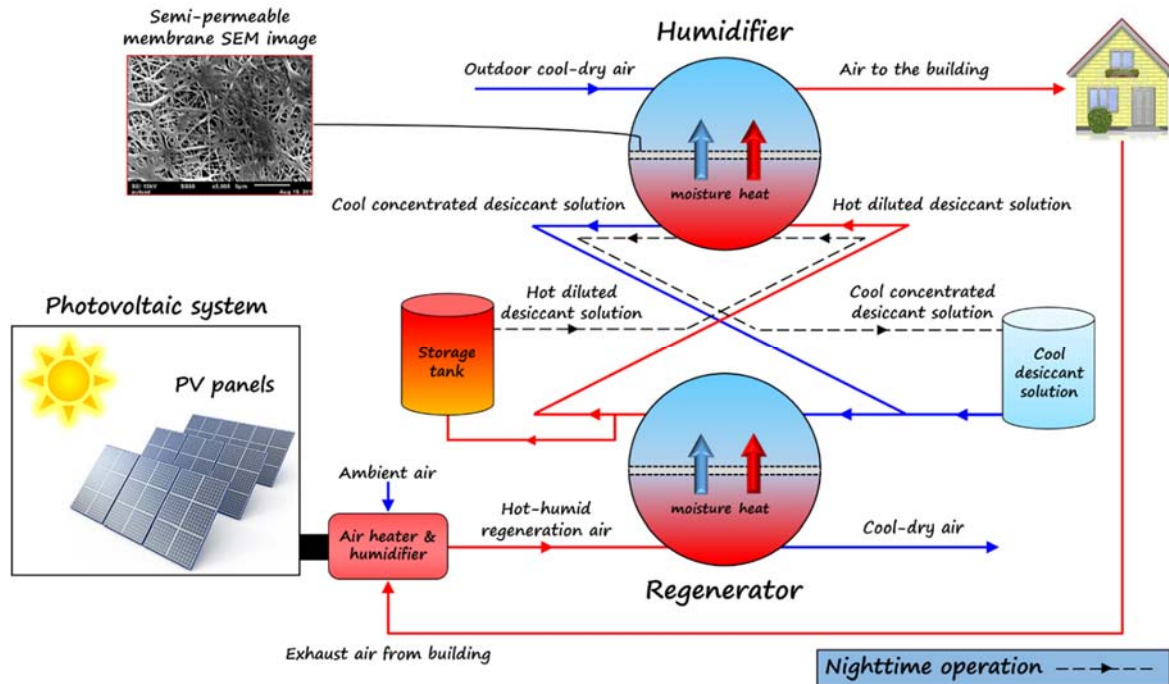 Semi-permeable
membrane SEM image
Humidifier
Outdoor cool-dry air
Air to the building
moisture heat
Cool concentrated desiccant solution
Hot diluted desiccant solution
Hot diluted
desiccant solution
Cool concentrated
desiccant solution
Photovoltaic system
PV panels
Storage
tank
Cool
desiccant
solution
Ambient air
Air heater &
humidifier
Hot-humid
regeneration air
moisture heat
Cool-dry air
Regenerator
Exhaust air from building
Nighttime operation